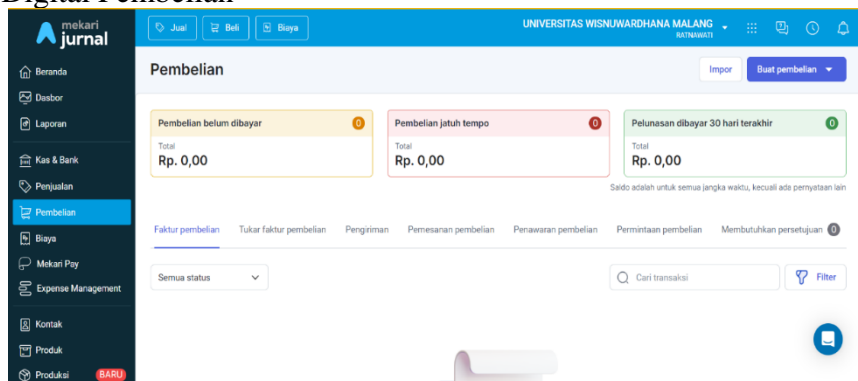 Digital Pembelian
mekari
jurnal
Jual
Beli
Biaya
UNIVERSITAS WISNUWARDHANA MALANG
RATNAWATI
Beranda
Dasbor
Laporan
Kas & Bank
Penjualan
Pembelian
Biaya
Mekari Pay
Expense Management
Kontak
Produk
Produksi BARU
Pembelian
Impor
Buat pembelian
Pembelian belum dibayar 0
Total
Rp. 0,00
Pembelian jatuh tempo 0
Total
Rp. 0,00
Pelunasan dibayar 30 hari terakhir 0
Total
Rp. 0,00
Saldo adalah untuk semua jangka waktu, kecuali ada pernyataan lain
Faktur pembelian
Tukar faktur pembelian
Pengiriman
Pemesanan pembelian
Penawaran pembelian
Permintaan pembelian
Membutuhkan persetujuan 0
Semua status
Cari transaksi
Filter